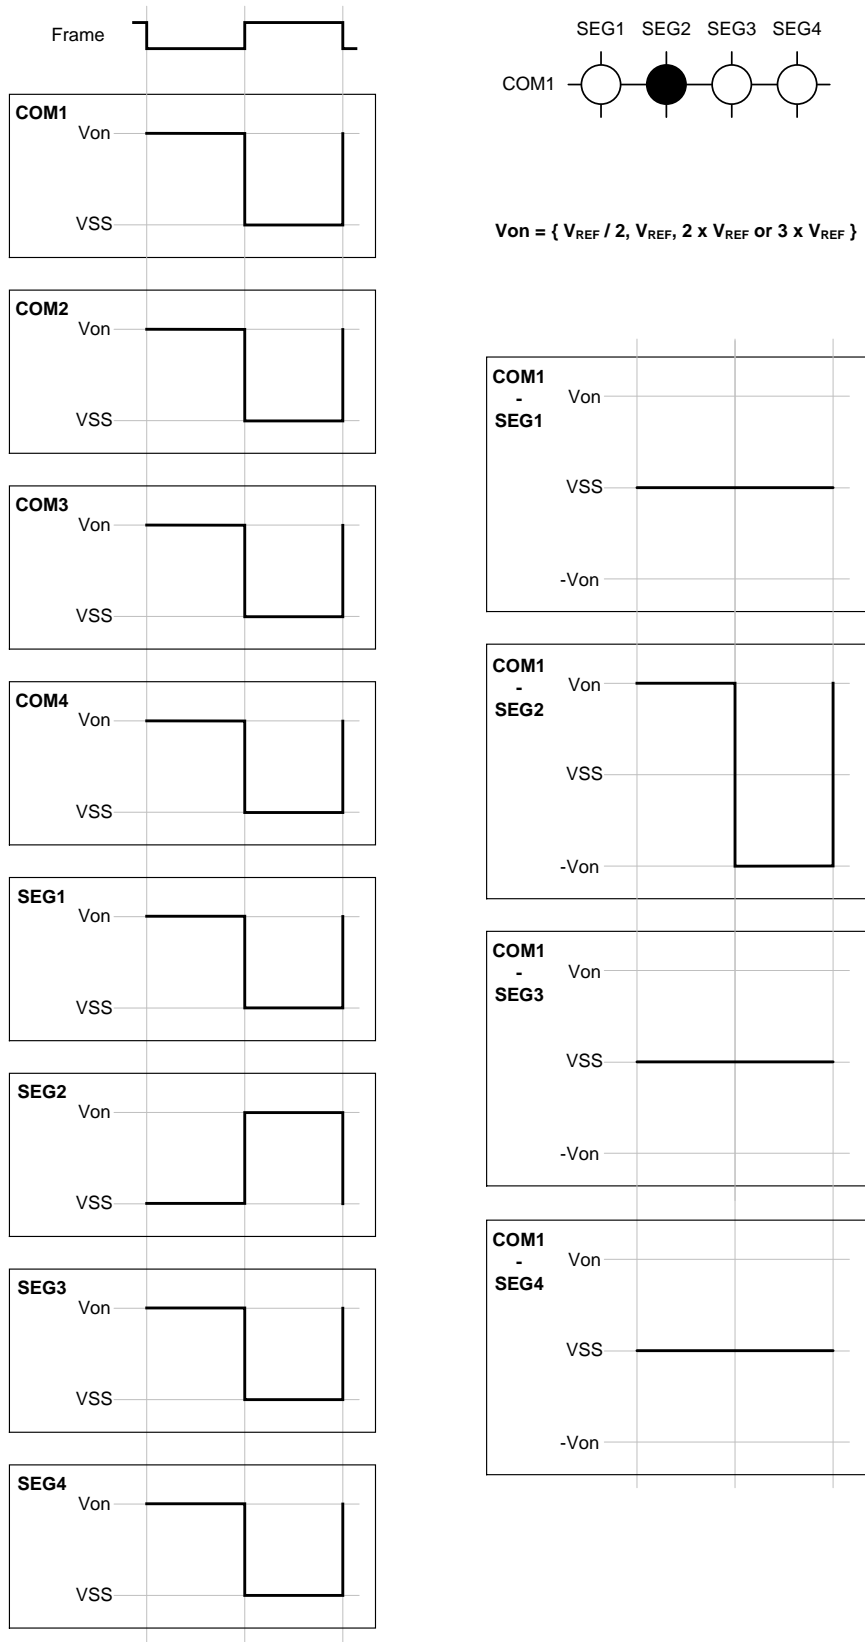 Frame
COM1
Von
VSS
COM2
Von
VSS
COM3
Von
VSS
COM4
Von
VSS
SEG1
Von
VSS
SEG2
Von
VSS
SEG3
Von
VSS
SEG4
Von
VSS
SEG1 SEG2 SEG3 SEG4
COM1
Von = { VREF / 2, VREF, 2 x VREF or 3 x VREF }
COM1
-
SEG1
Von
VSS
-Von
COM1
-
SEG2
Von
VSS
-Von
COM1
-
SEG3
Von
VSS
-Von
COM1
-
SEG4
Von
VSS
-Von